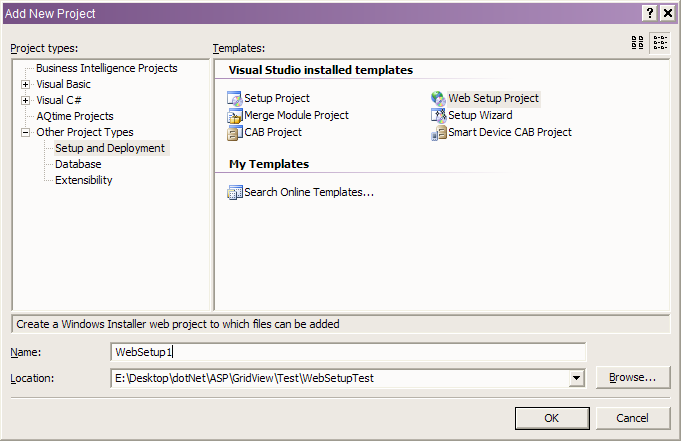 Add New Project
Project types:
Templates:
Business Intelligence Projects
Visual Basic
Visual C#
AQtime Projects
Other Project Types
Setup and Deployment
Database
Extensibility
Visual Studio installed templates
Setup Project
Web Setup Project
Merge Module Project
Setup Wizard
CAB Project
Smart Device CAB Project
My Templates
Search Online Templates...
Create a Windows Installer web project to which files can be added
Name:
WebSetup1
Location:
E:\Desktop\dotNet\ASP\GridView\Test\WebSetupTest
Browse...
OK
Cancel